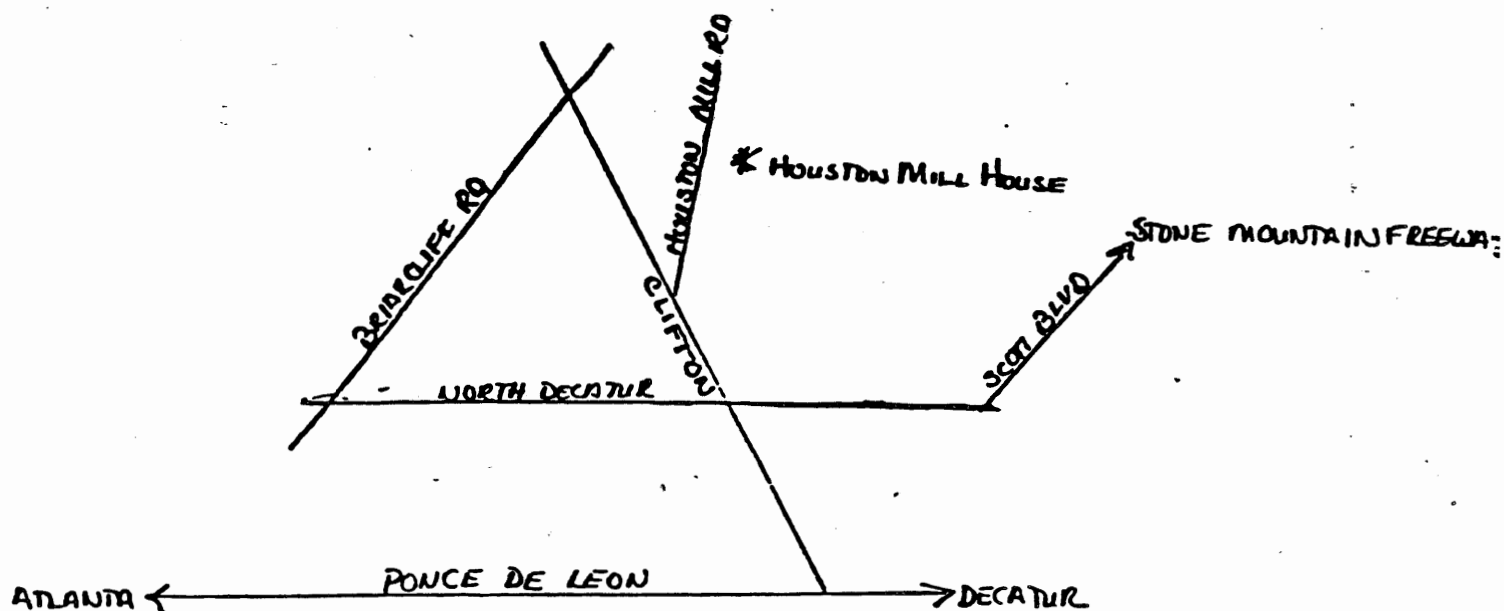 HOUSTON MILL RD
* HOUSTON MILL HOUSE
BRIARCLIFF RD
STONE MOUNTAIN FREEWA
CLIFTON
SCOTT BLVD
NORTH DECATUR
PONCE DE LEON
ATLANTA
DECATUR